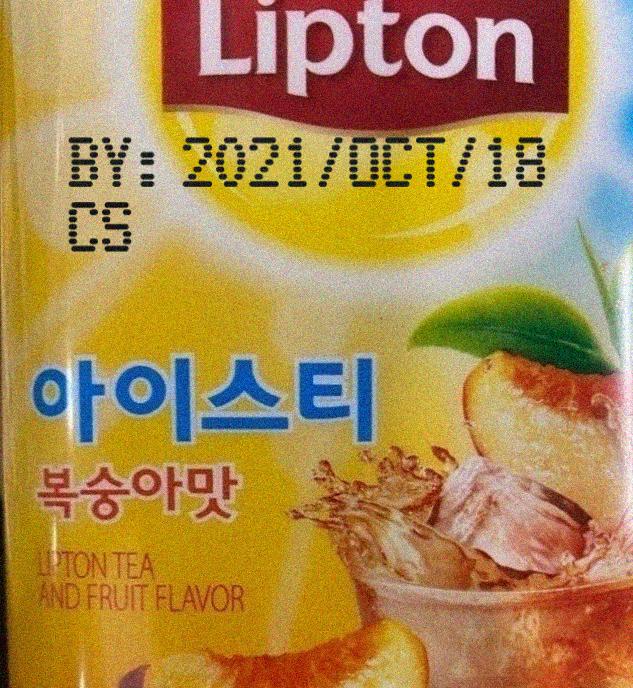 Lipton
BY: 2021/OCT/18
CS
아이스티
복숭아맛
LIPTON TEA
AND FRUIT FLAVOR